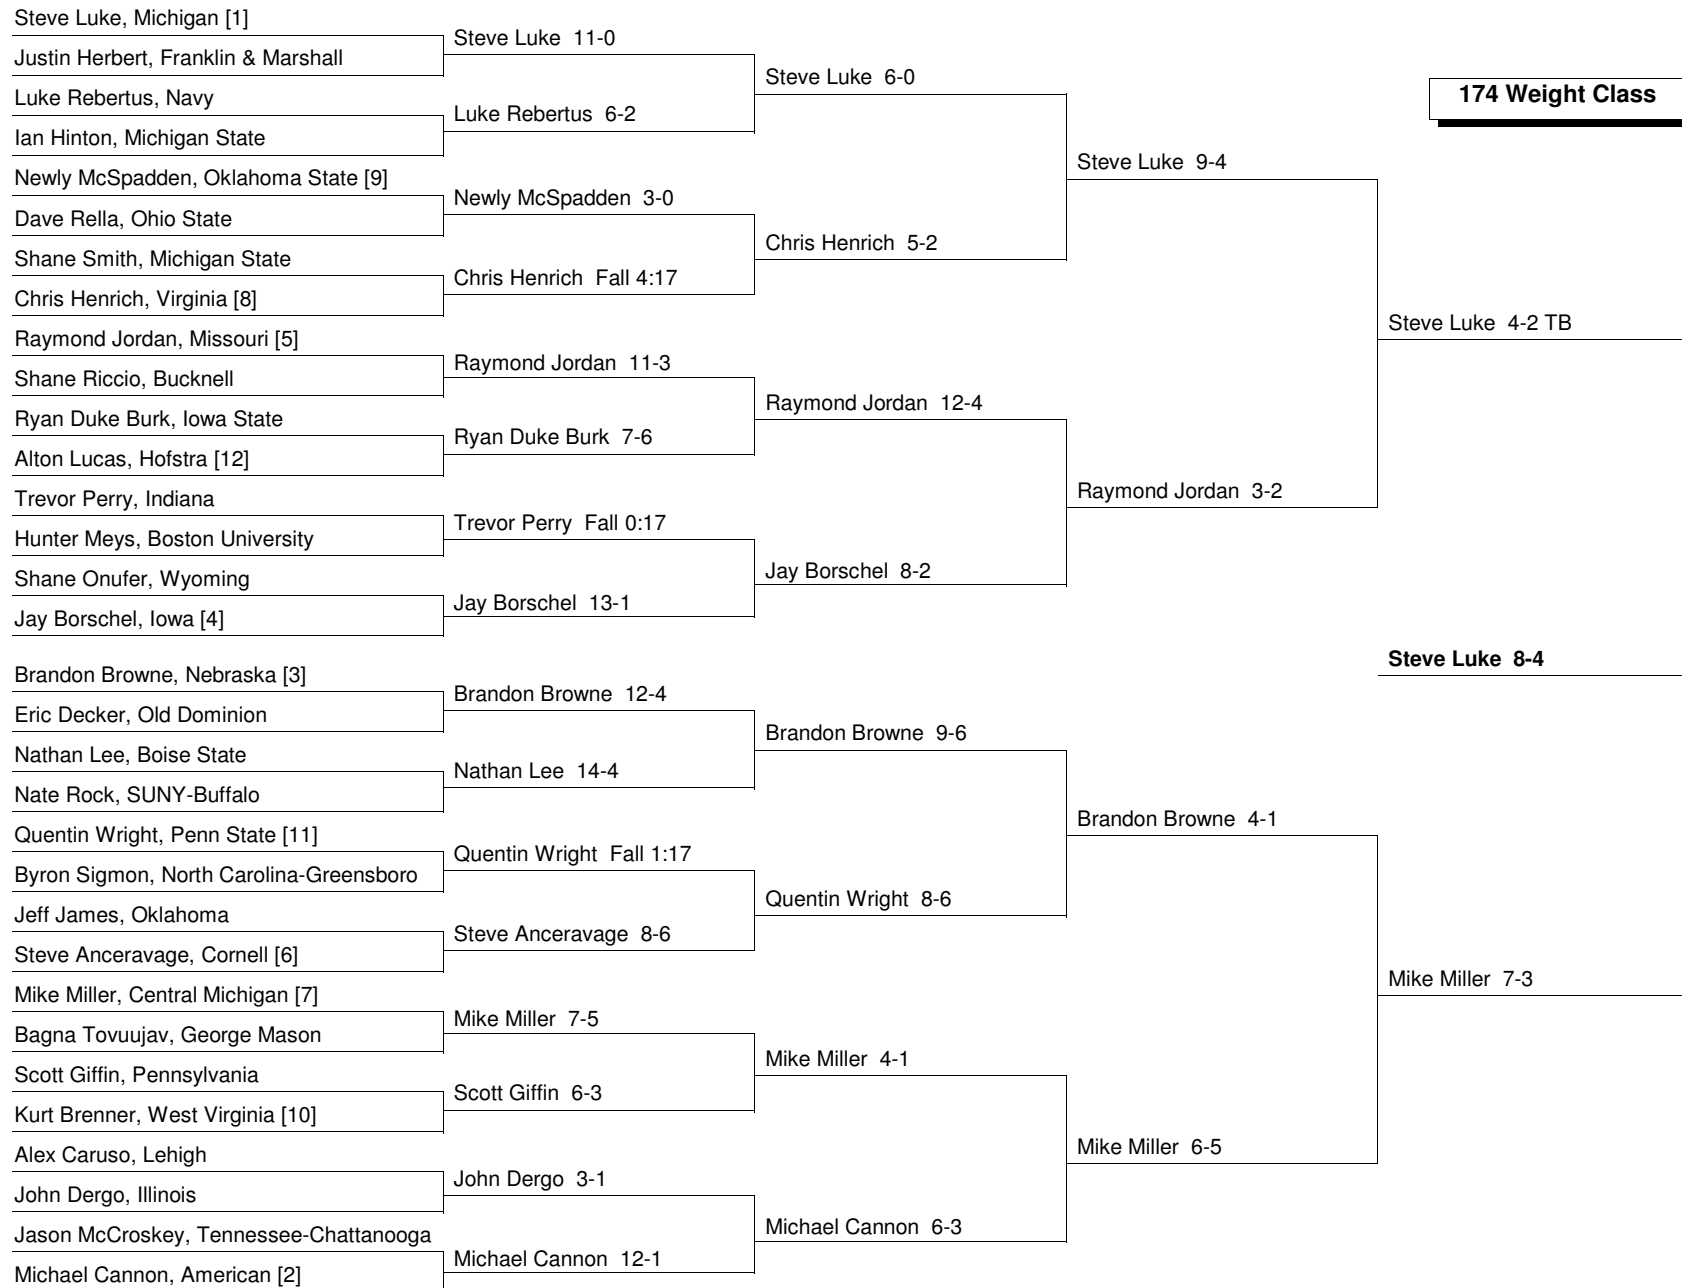 Steve Luke, Michigan [1]
Justin Herbert, Franklin & Marshall
Luke Rebertus, Navy
Ian Hinton, Michigan State
Newly McSpadden, Oklahoma State [9]
Dave Rella, Ohio State
Shane Smith, Michigan State
Chris Henrich, Virginia [8]
Raymond Jordan, Missouri [5]
Shane Riccio, Bucknell
Ryan Duke Burk, Iowa State
Alton Lucas, Hofstra [12]
Trevor Perry, Indiana
Hunter Meys, Boston University
Shane Onufer, Wyoming
Jay Borschel, Iowa [4]
Brandon Browne, Nebraska [3]
Eric Decker, Old Dominion
Nathan Lee, Boise State
Nate Rock, SUNY-Buffalo
Quentin Wright, Penn State [11]
Byron Sigmon, North Carolina-Greensboro
Jeff James, Oklahoma
Steve Anceravage, Cornell [6]
Mike Miller, Central Michigan [7]
Bagna Tovuujav, George Mason
Scott Giffin, Pennsylvania
Kurt Brenner, West Virginia [10]
Alex Caruso, Lehigh
John Dergo, Illinois
Jason McCroskey, Tennessee-Chattanooga
Michael Cannon, American [2]
Steve Luke 11-0
Luke Rebertus 6-2
Newly McSpadden 3-0
Chris Henrich Fall 4:17
Raymond Jordan 11-3
Ryan Duke Burk 7-6
Trevor Perry Fall 0:17
Jay Borschel 13-1
Brandon Browne 12-4
Nathan Lee 14-4
Quentin Wright Fall 1:17
Steve Anceravage 8-6
Mike Miller 7-5
Scott Giffin 6-3
John Dergo 3-1
Michael Cannon 12-1
Steve Luke 6-0
Chris Henrich 5-2
Raymond Jordan 12-4
Jay Borschel 8-2
Brandon Browne 9-6
Quentin Wright 8-6
Mike Miller 4-1
Michael Cannon 6-3
Steve Luke 9-4
Raymond Jordan 3-2
Brandon Browne 4-1
Mike Miller 6-5
174 Weight Class
Steve Luke 4-2 TB
Steve Luke 8-4
Mike Miller 7-3